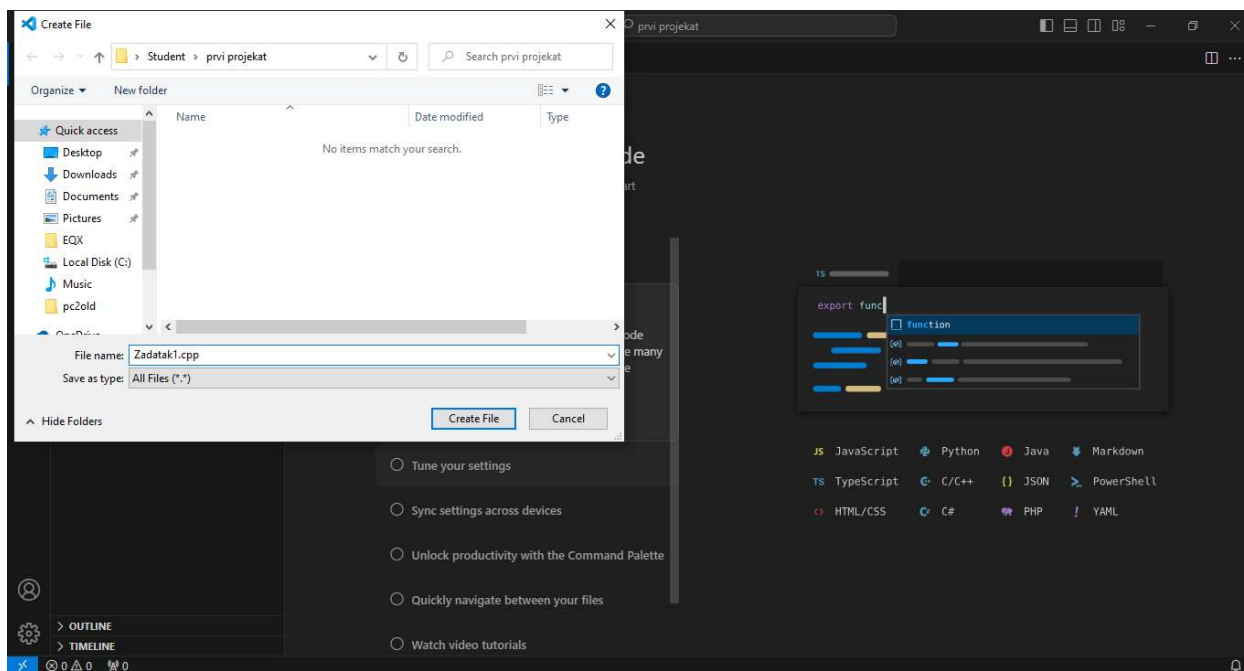 Create File
prvi projekat
Student > prvi projekat
Search prvi projekat
Organize
New folder
Name
Date modified
Type
No items match your search.
Quick access
Desktop
Downloads
Documents
Pictures
EQX
Local Disk (C:)
Music
pc2old
File name: Zadatak1.cpp
Save as type: All Files (*.*)
Hide Folders
Create File
Cancel
de
art
ode
e many
e
TS
export func
function
Tune your settings
Sync settings across devices
Unlock productivity with the Command Palette
Quickly navigate between your files
Watch video tutorials
JS JavaScript
Python
J Java
Markdown
TS TypeScript
C/C++
{} JSON
PowerShell
<> HTML/CSS
C#
PHP
! YAML
> OUTLINE
> TIMELINE
0 0 0